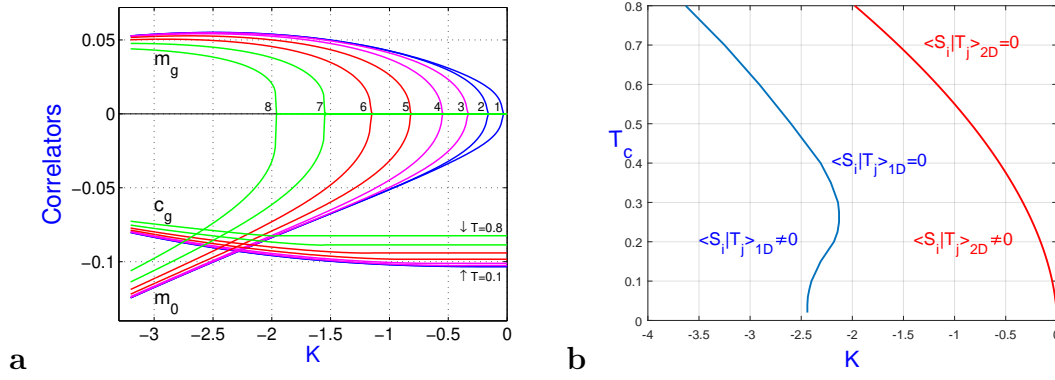 0.05
0
−0.05
−0.1
Correlators
m_g
8 7 6 5 4 3 2 1
c_g
↓ T=0.8
↑ T=0.1
m_0
−3 −2.5 −2 −1.5 −1 −0.5 0
K
a
0.8
0.7
0.6
0.5
0.4
0.3
0.2
0.1
0
T_c
<S_i|T_j>_2D=0
<S_i|T_j>_1D=0
<S_i|T_j>_1D≠0
<S_i|T_j>_2D≠0
-4 -3.5 -3 -2.5 -2 -1.5 -1 -0.5 0
K
b